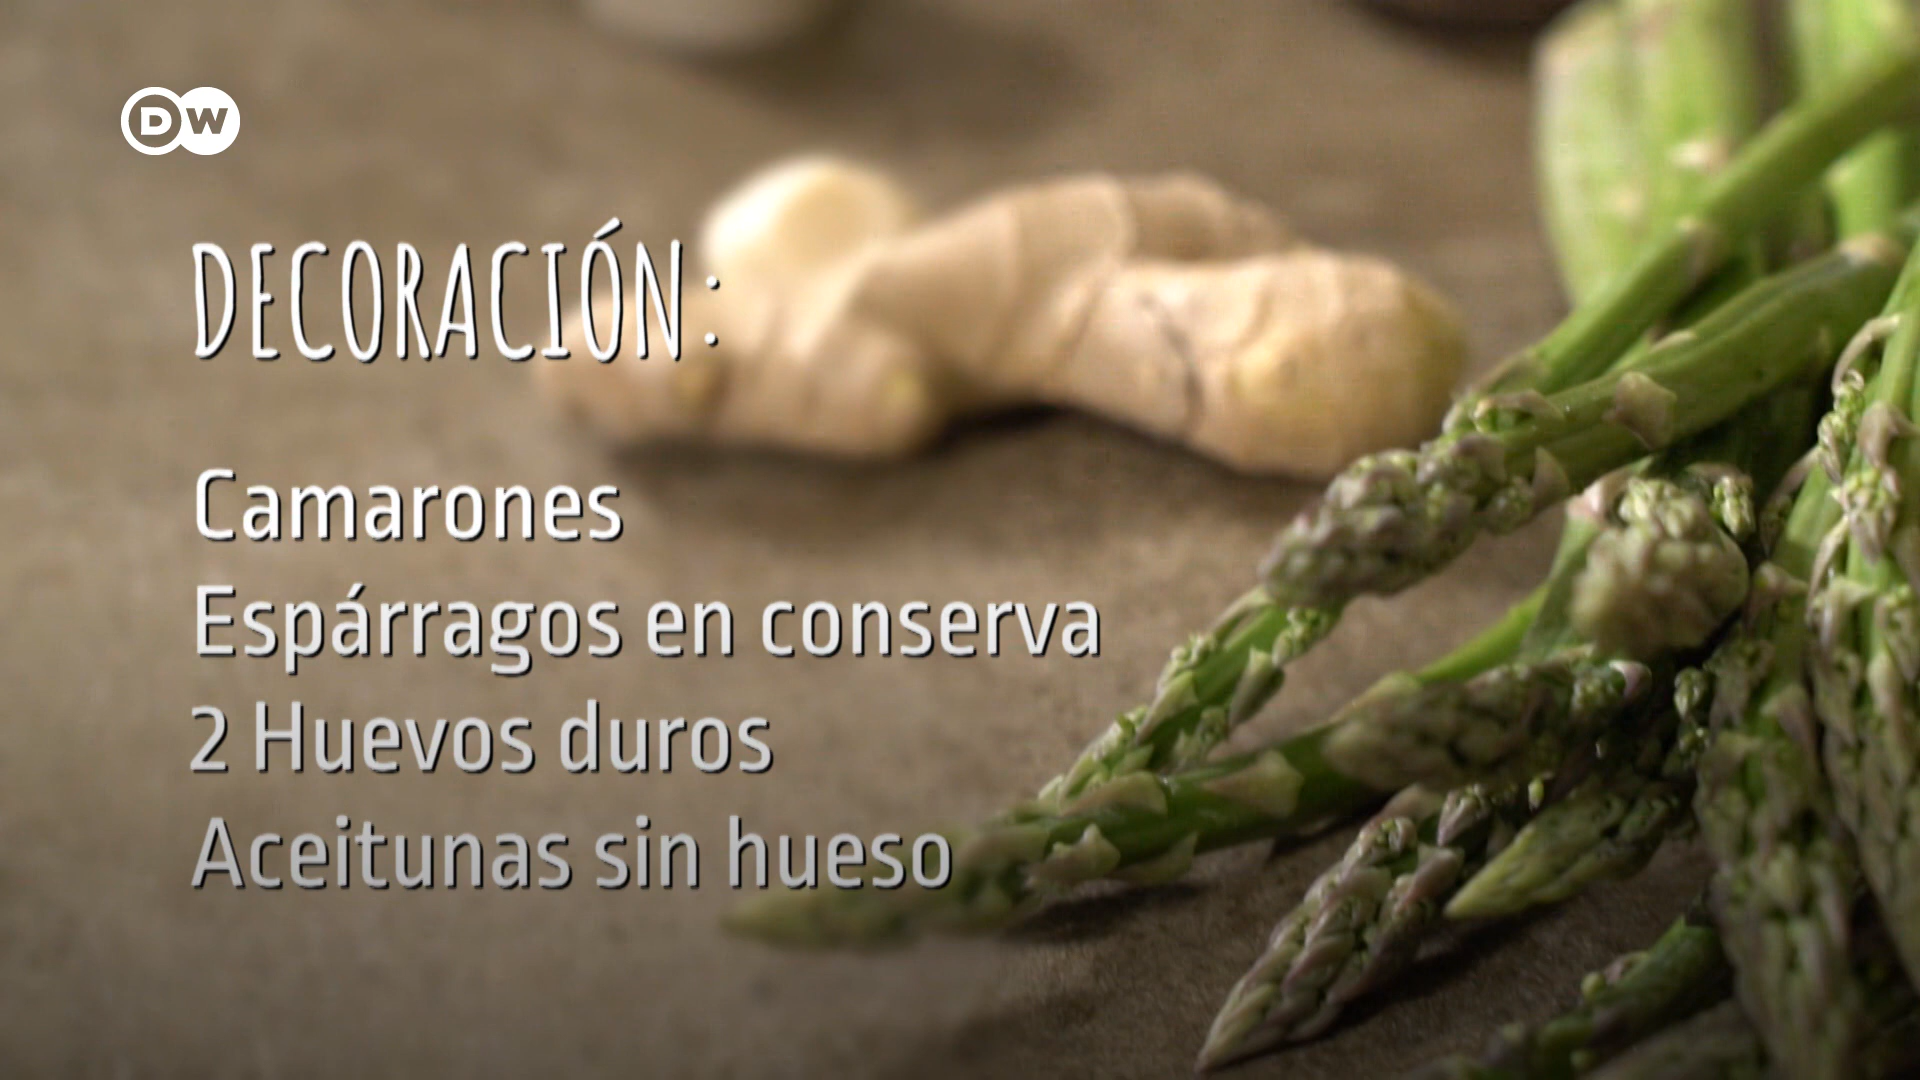 DW
DECORACIÓN:
Camarones
Espárragos en conserva
2 Huevos duros
Aceitunas sin hueso